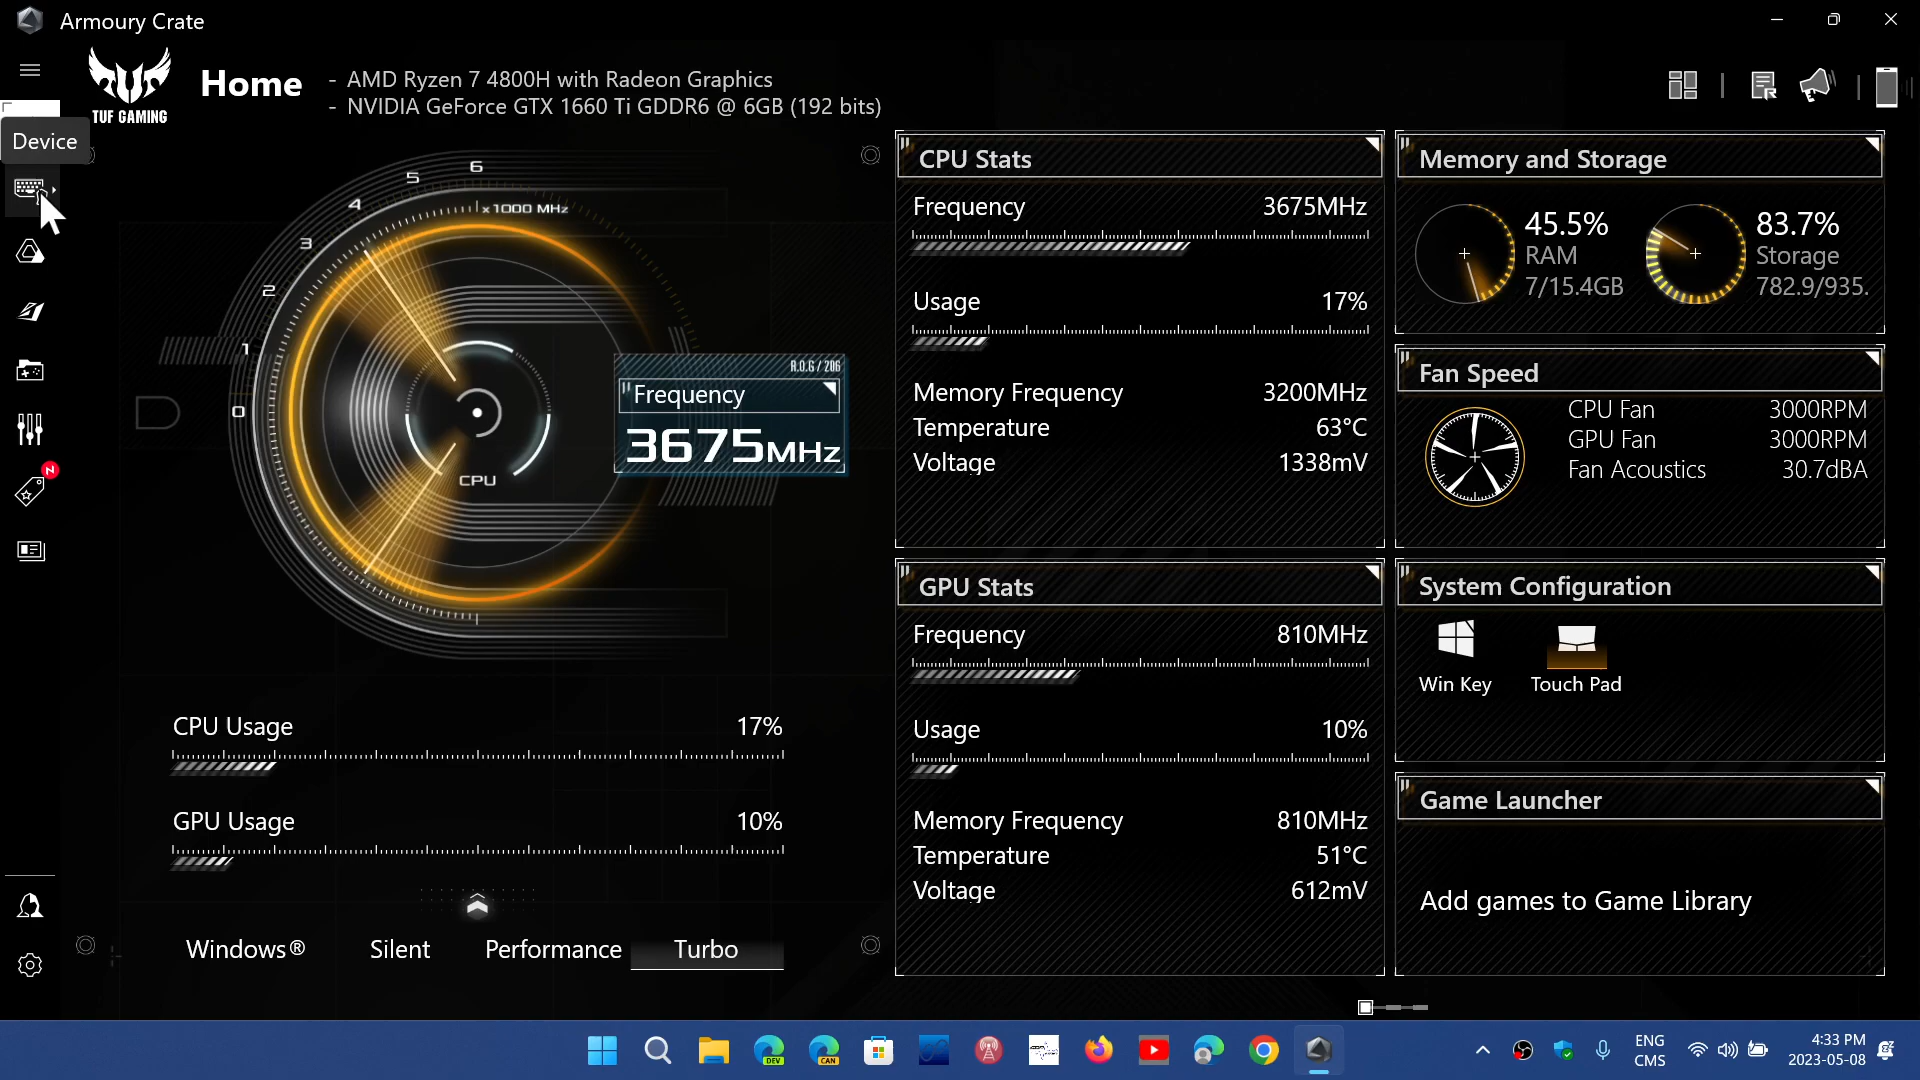 Armoury Crate
TUF GAMING
Home
- AMD Ryzen 7 4800H with Radeon Graphics
- NVIDIA GeForce GTX 1660 Ti GDDR6 @ 6GB (192 bits)
Device
0
1
2
3
4
5
6
x1000 MHz
CPU
R.O.G / 286
Frequency
3675MHz
CPU Usage 17%
GPU Usage 10%
Windows® Silent Performance Turbo
CPU Stats
Frequency 3675MHz
Usage 17%
Memory Frequency 3200MHz
Temperature 63°C
Voltage 1338mV
GPU Stats
Frequency 810MHz
Usage 10%
Memory Frequency 810MHz
Temperature 51°C
Voltage 612mV
Memory and Storage
45.5%
RAM
7/15.4GB
83.7%
Storage
782.9/935.
Fan Speed
CPU Fan 3000RPM
GPU Fan 3000RPM
Fan Acoustics 30.7dBA
System Configuration
Win Key
Touch Pad
Game Launcher
Add games to Game Library
N
DEV
CAN
ENG
CMS
4:33 PM
2023-05-08